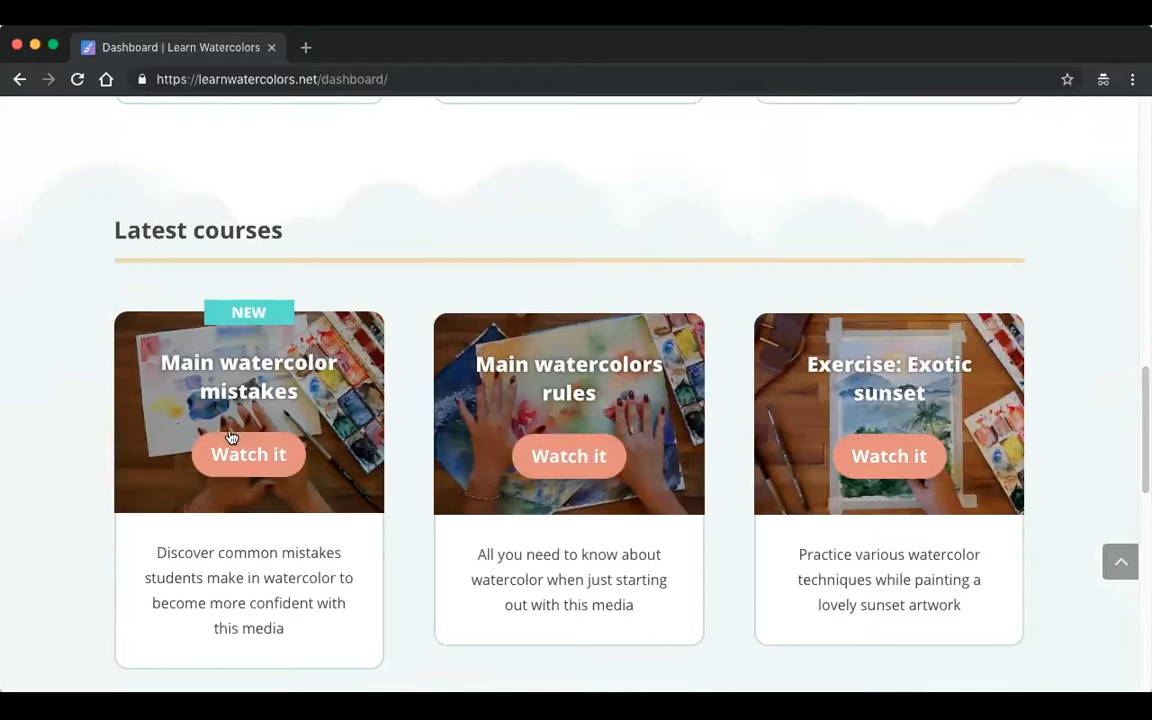 Dashboard | Learn Watercolors
https://learnwatercolors.net/dashboard/
Latest courses
NEW
Main watercolor
mistakes
Watch it
Discover common mistakes
students make in watercolor to
become more confident with
this media
Main watercolors
rules
Watch it
All you need to know about
watercolor when just starting
out with this media
Exercise: Exotic
sunset
Watch it
Practice various watercolor
techniques while painting a
lovely sunset artwork